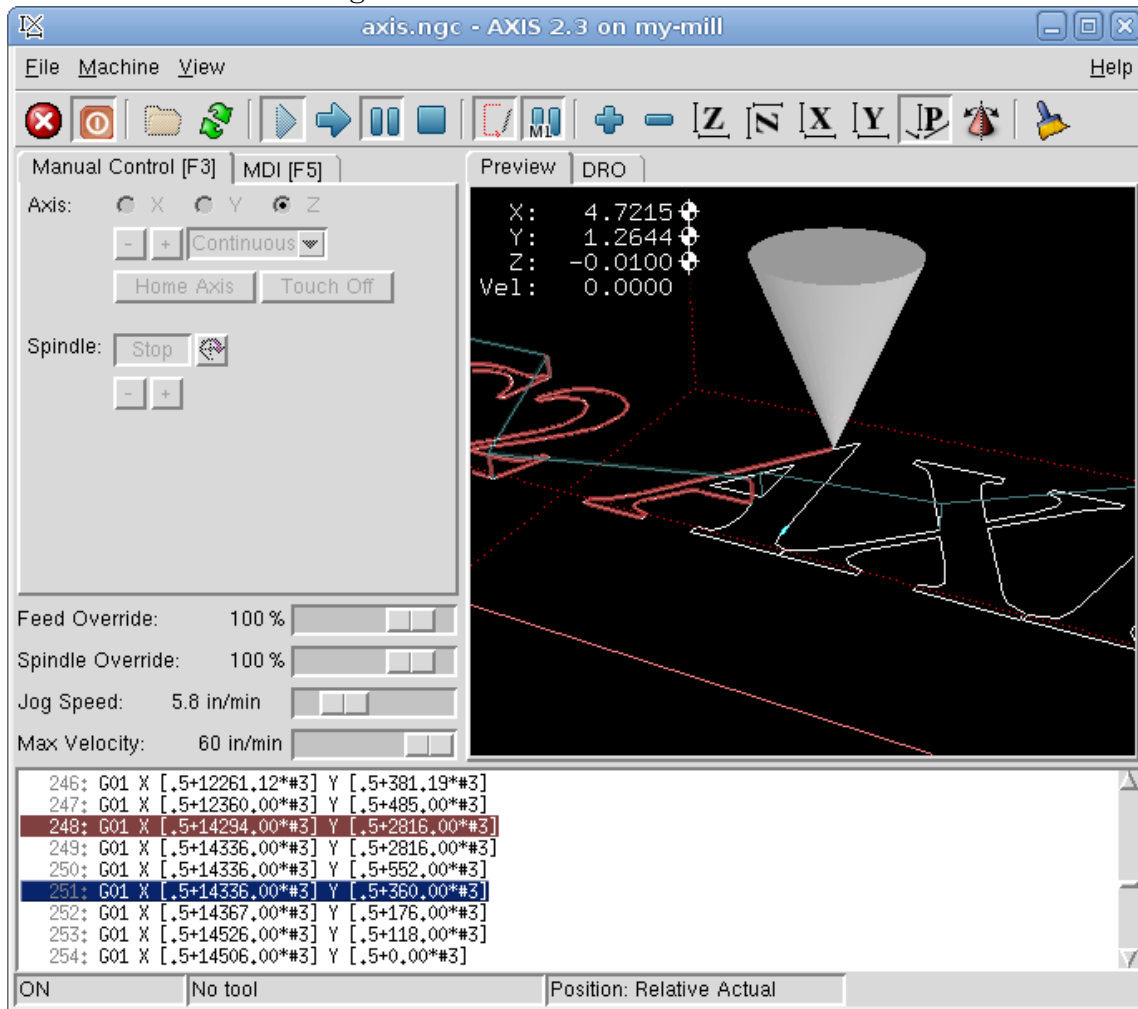 axis.ngc - AXIS 2.3 on my-mill
File Machine View Help
M1 Z N X Y P
Manual Control [F3] MDI [F5] Preview DRO
Axis: X Y Z
- + Continuous
Home Axis Touch Off
Spindle: Stop
- +
X: 4.7215
Y: 1.2644
Z: -0.0100
Vel: 0.0000
Feed Override: 100 %
Spindle Override: 100 %
Jog Speed: 5.8 in/min
Max Velocity: 60 in/min
246: G01 X [.5+12261.12*#3] Y [.5+381.19*#3]
247: G01 X [.5+12360.00*#3] Y [.5+485.00*#3]
248: G01 X [.5+14294.00*#3] Y [.5+2816.00*#3]
249: G01 X [.5+14336.00*#3] Y [.5+2816.00*#3]
250: G01 X [.5+14336.00*#3] Y [.5+552.00*#3]
251: G01 X [.5+14336.00*#3] Y [.5+360.00*#3]
252: G01 X [.5+14367.00*#3] Y [.5+176.00*#3]
253: G01 X [.5+14526.00*#3] Y [.5+118.00*#3]
254: G01 X [.5+14506.00*#3] Y [.5+0.00*#3]
ON No tool Position: Relative Actual